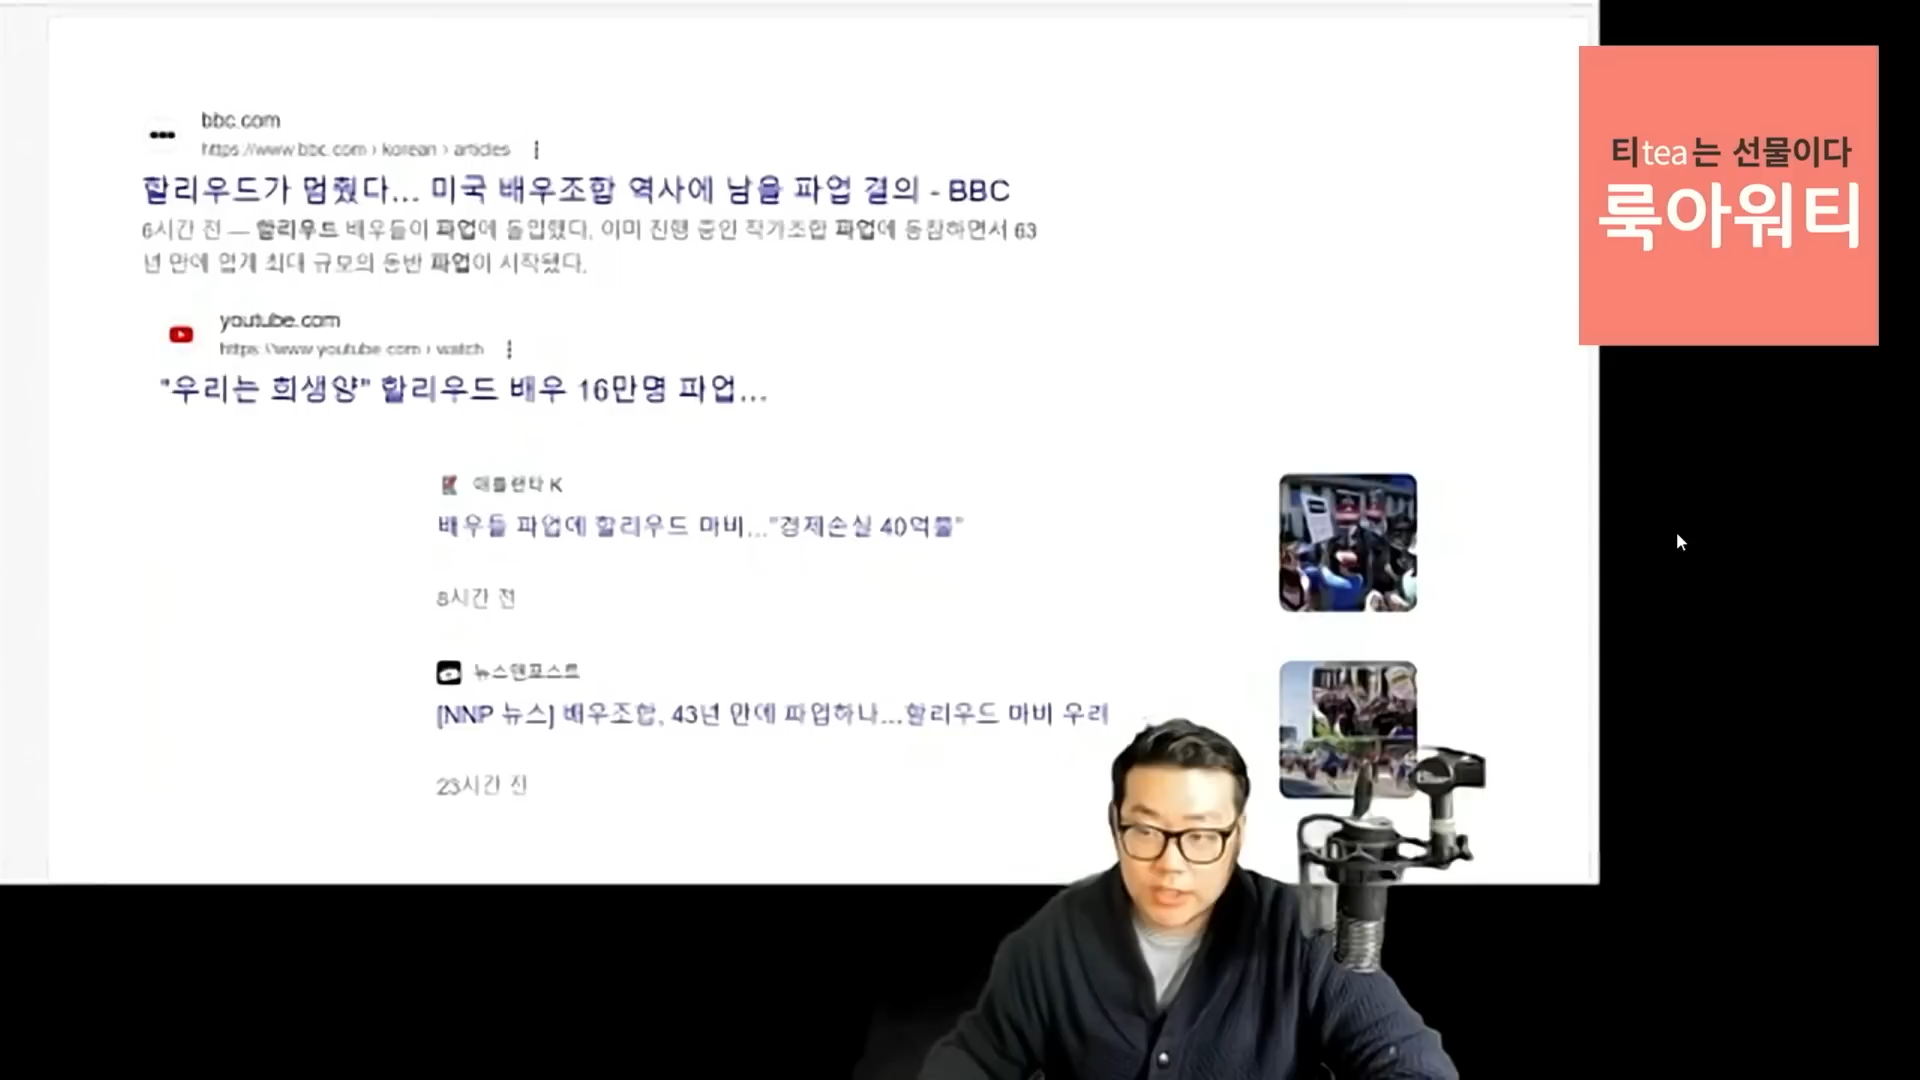 bbc.com
https://www.bbc.com › korean › articles
할리우드가 멈췄다... 미국 배우조합 역사에 남을 파업 결의 - BBC
6시간 전 — 할리우드 배우들이 파업에 돌입했다. 이미 진행 중인 작가조합 파업에 동참하면서 63
년 만에 업계 최대 규모의 동반 파업이 시작됐다.
youtube.com
https://www.youtube.com › watch
"우리는 희생양" 할리우드 배우 16만명 파업...
애틀랜타 K
배우들 파업에 할리우드 마비..."경제손실 40억불"
8시간 전
뉴스앤포스트
[NNP 뉴스] 배우조합, 43년 만에 파업하나...할리우드 마비 우려
23시간 전
티tea는 선물이다
룩아워티